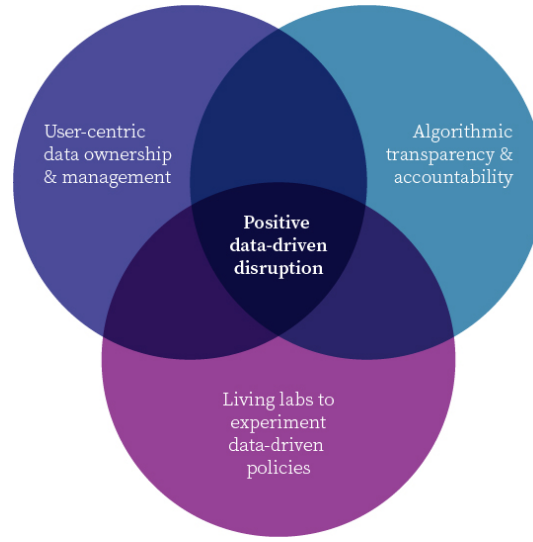 User-centric
data ownership
& management
Algorithmic
transparency &
accountability
Positive
data-driven
disruption
Living labs to
experiment
data-driven
policies